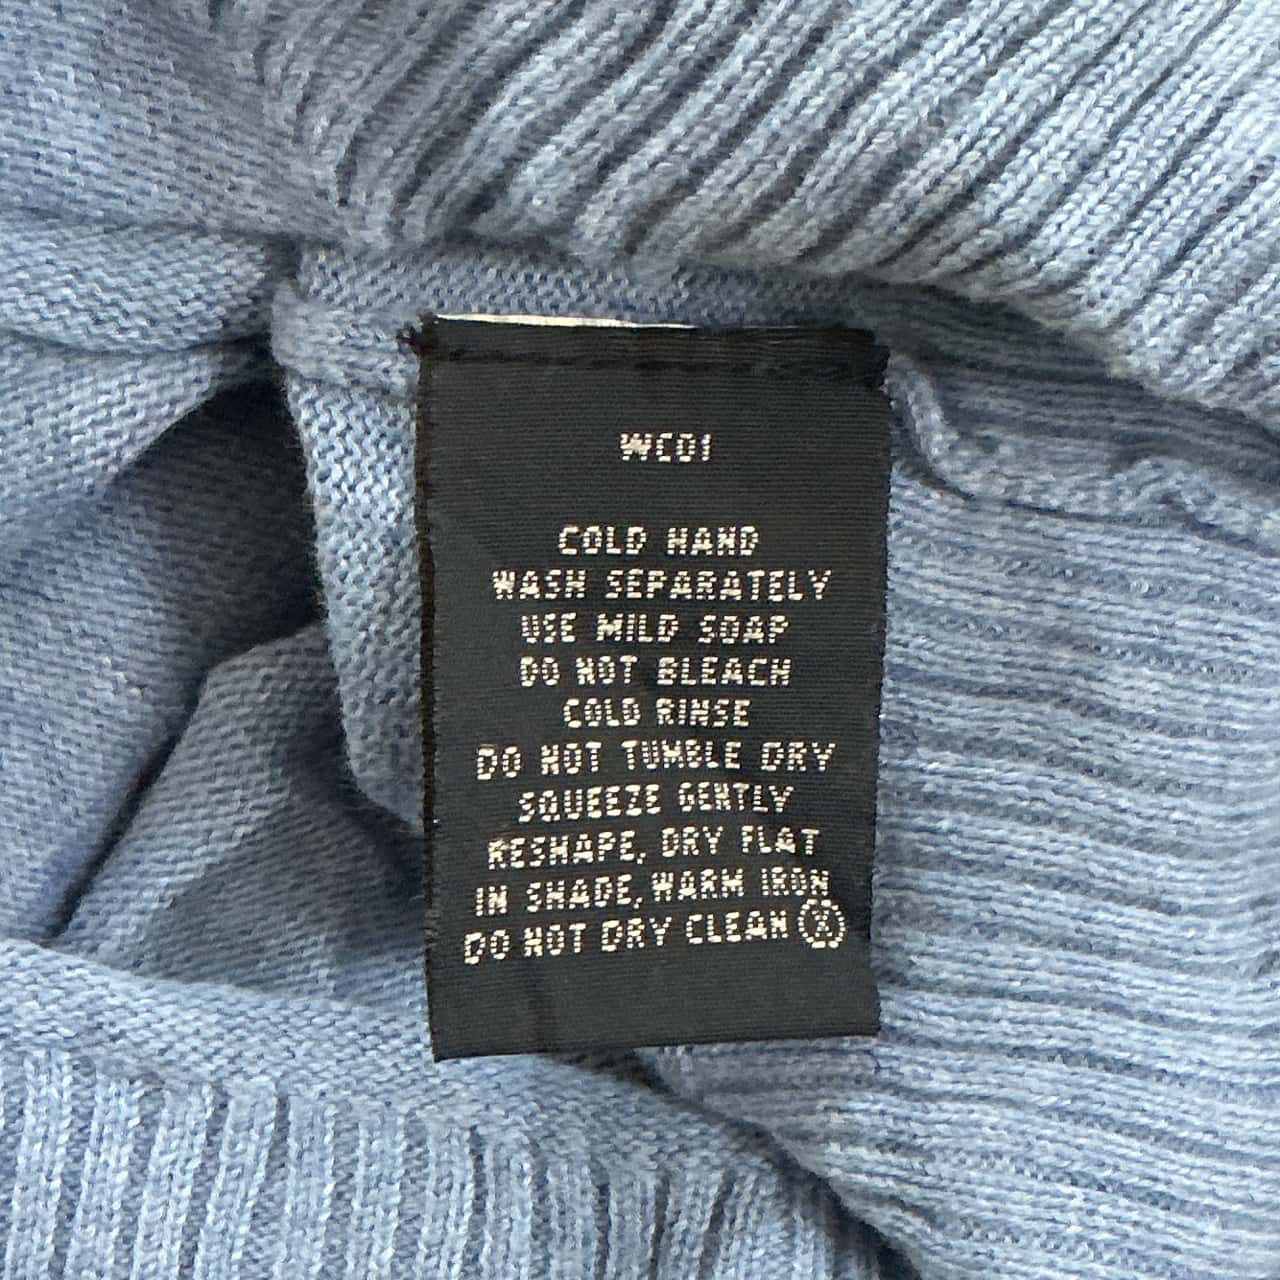 WC01
COLD HAND
WASH SEPARATELY
USE MILD SOAP
DO NOT BLEACH
COLD RINSE
DO NOT TUMBLE DRY
SQUEEZE GENTLY
RESHAPE, DRY FLAT
IN SHADE, WARM IRON
DO NOT DRY CLEAN Ⓧ